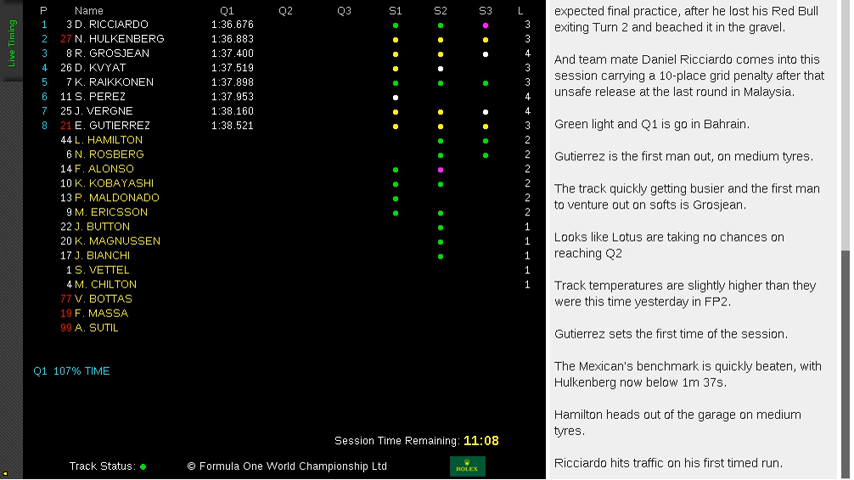 Live Timing
P Name Q1 Q2 Q3 S1 S2 S3 L
1 3 D. RICCIARDO 1:36.676 3
2 27 N. HULKENBERG 1:36.883 3
3 8 R. GROSJEAN 1:37.400 4
4 26 D. KVYAT 1:37.519 3
5 7 K. RAIKKONEN 1:37.898 3
6 11 S. PEREZ 1:37.953 4
7 25 J. VERGNE 1:38.160 4
8 21 E. GUTIERREZ 1:38.521 3
44 L. HAMILTON 2
6 N. ROSBERG 2
14 F. ALONSO 2
10 K. KOBAYASHI 2
13 P. MALDONADO 2
9 M. ERICSSON 2
22 J. BUTTON 1
20 K. MAGNUSSEN 1
17 J. BIANCHI 1
1 S. VETTEL 1
4 M. CHILTON 1
77 V. BOTTAS
19 F. MASSA
99 A. SUTIL
Q1 107% TIME
Session Time Remaining: 11:08
Track Status: © Formula One World Championship Ltd
ROLEX
expected final practice, after he lost his Red Bull
exiting Turn 2 and beached it in the gravel.
And team mate Daniel Ricciardo comes into this
session carrying a 10-place grid penalty after that
unsafe release at the last round in Malaysia.
Green light and Q1 is go in Bahrain.
Gutierrez is the first man out, on medium tyres.
The track quickly getting busier and the first man
to venture out on softs is Grosjean.
Looks like Lotus are taking no chances on
reaching Q2
Track temperatures are slightly higher than they
were this time yesterday in FP2.
Gutierrez sets the first time of the session.
The Mexican's benchmark is quickly beaten, with
Hulkenberg now below 1m 37s.
Hamilton heads out of the garage on medium
tyres.
Ricciardo hits traffic on his first timed run.